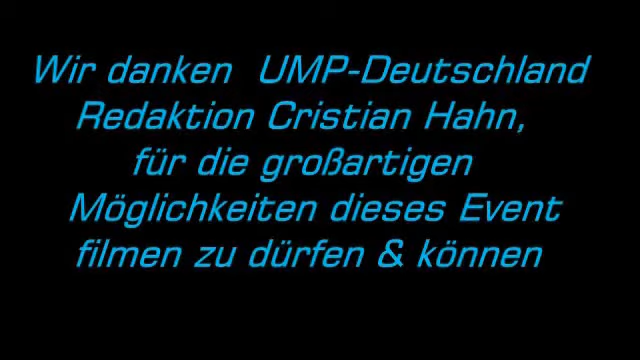 Wir danken  UMP-Deutschland
Redaktion Cristian Hahn,
für die großartigen
Möglichkeiten dieses Event
filmen zu dürfen & können